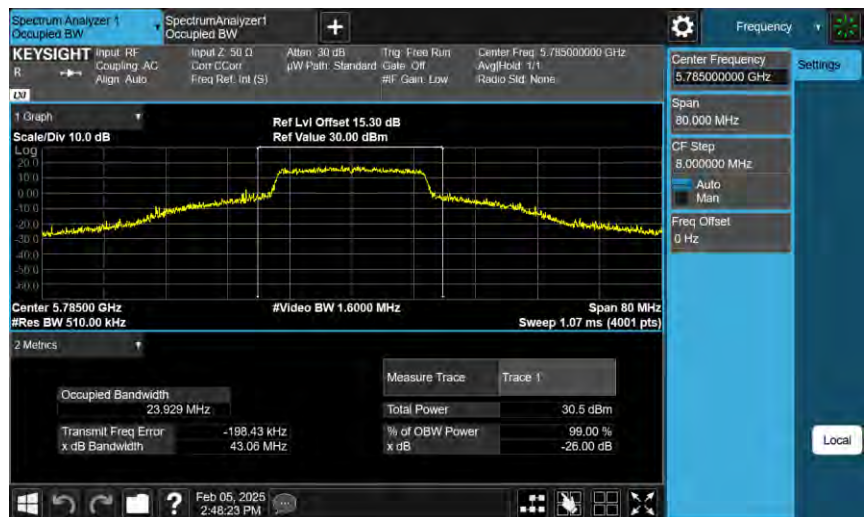 Spectrum Analyzer 1
Occupied BW
SpectrumAnalyzer1
Occupied BW
+
Frequency
KEYSIGHT
R
LXI
Input: RF
Coupling: AC
Align: Auto
Input Z: 50 Ω
Corr CCorr
Freq Ref: Int (S)
Atten: 30 dB
µW Path: Standard
Trig: Free Run
Gate: Off
#IF Gain: Low
Center Freq: 5.785000000 GHz
Avg|Hold: 1/1
Radio Std: None
Center Frequency
5.785000000 GHz
Settings
Span
80.000 MHz
CF Step
8.000000 MHz
Auto
Man
Freq Offset
0 Hz
Local
1 Graph
Scale/Div 10.0 dB
Ref Lvl Offset 15.30 dB
Ref Value 30.00 dBm
Log
20.0
10.0
0.00
-10.0
-20.0
-30.0
-40.0
-50.0
-60.0
Center 5.78500 GHz
#Video BW 1.6000 MHz
Span 80 MHz
#Res BW 510.00 kHz
Sweep 1.07 ms (4001 pts)
2 Metrics
Measure Trace Trace 1
Occupied Bandwidth
23.929 MHz
Total Power 30.5 dBm
Transmit Freq Error -198.43 kHz
% of OBW Power 99.00 %
x dB Bandwidth 43.06 MHz
x dB -26.00 dB
?
Feb 05, 2025
2:48:23 PM